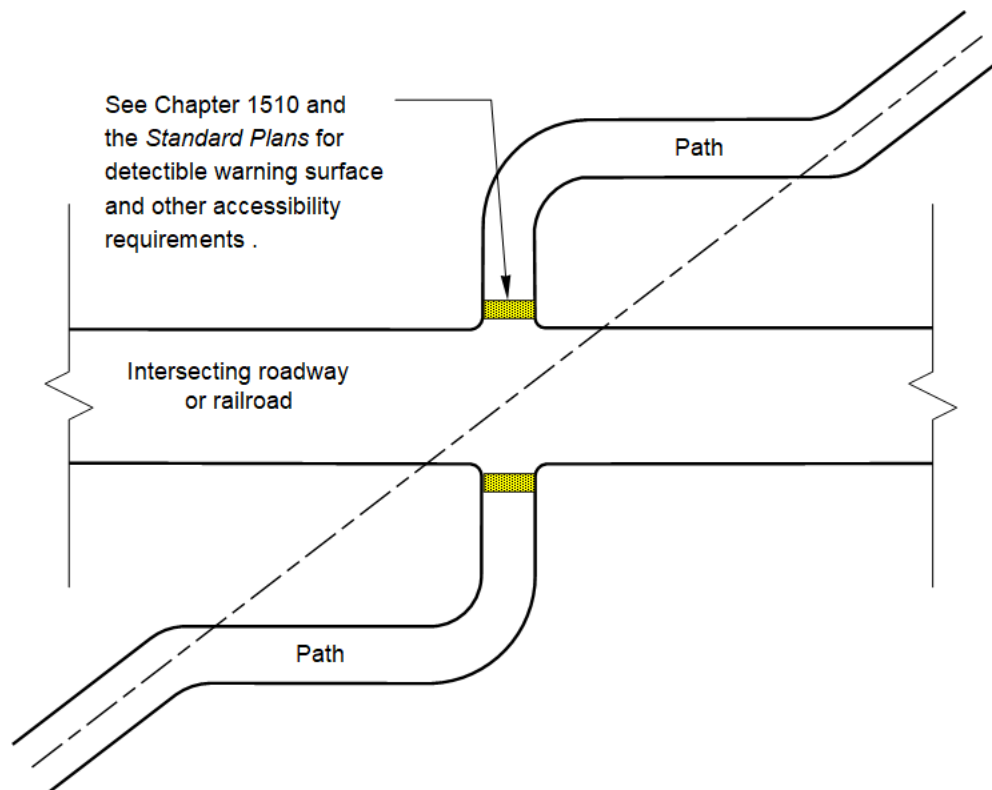 See Chapter 1510 and
the Standard Plans for
detectible warning surface
and other accessibility
requirements .
Path
Intersecting roadway
or railroad
Path